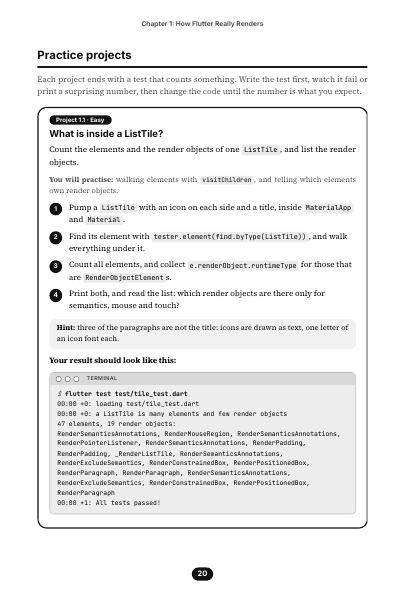 Chapter 1: How Flutter Really Renders
Practice projects
Each project ends with a test that counts something. Write the test first, watch it fail or
print a surprising number, then change the code until the number is what you expect.
Project 1.1 · Easy
What is inside a ListTile?
Count the elements and the render objects of one ListTile, and list the render
objects.
You will practise: walking elements with visitChildren, and telling which elements
own render objects.
1 Pump a ListTile with an icon on each side and a title, inside MaterialApp
and Material.
2 Find its element with tester.element(find.byType(ListTile)), and walk
everything under it.
3 Count all elements, and collect e.renderObject.runtimeType for those that
are RenderObjectElements.
4 Print both, and read the list: which render objects are there only for
semantics, mouse and touch?
Hint: three of the paragraphs are not the title: icons are drawn as text, one letter of
an icon font each.
Your result should look like this:
TERMINAL
$ flutter test test/tile_test.dart
00:00 +0: loading test/tile_test.dart
00:00 +0: a ListTile is many elements and few render objects
47 elements, 19 render objects:
RenderSemanticsAnnotations, RenderMouseRegion, RenderSemanticsAnnotations,
RenderPointerListener, RenderSemanticsAnnotations, RenderPadding,
RenderPadding, _RenderListTile, RenderSemanticsAnnotations,
RenderExcludeSemantics, RenderConstrainedBox, RenderPositionedBox,
RenderParagraph, RenderParagraph, RenderSemanticsAnnotations,
RenderExcludeSemantics, RenderConstrainedBox, RenderPositionedBox,
RenderParagraph
00:00 +1: All tests passed!
20